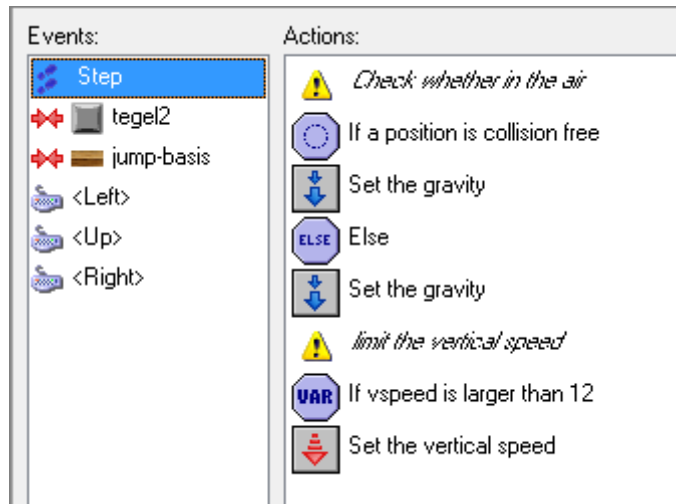 Events:
Actions:
Step
tegel2
jump-basis
<Left>
<Up>
<Right>
Check whether in the air
If a position is collision free
Set the gravity
ELSE Else
Set the gravity
limit the vertical speed
VAR If vspeed is larger than 12
Set the vertical speed